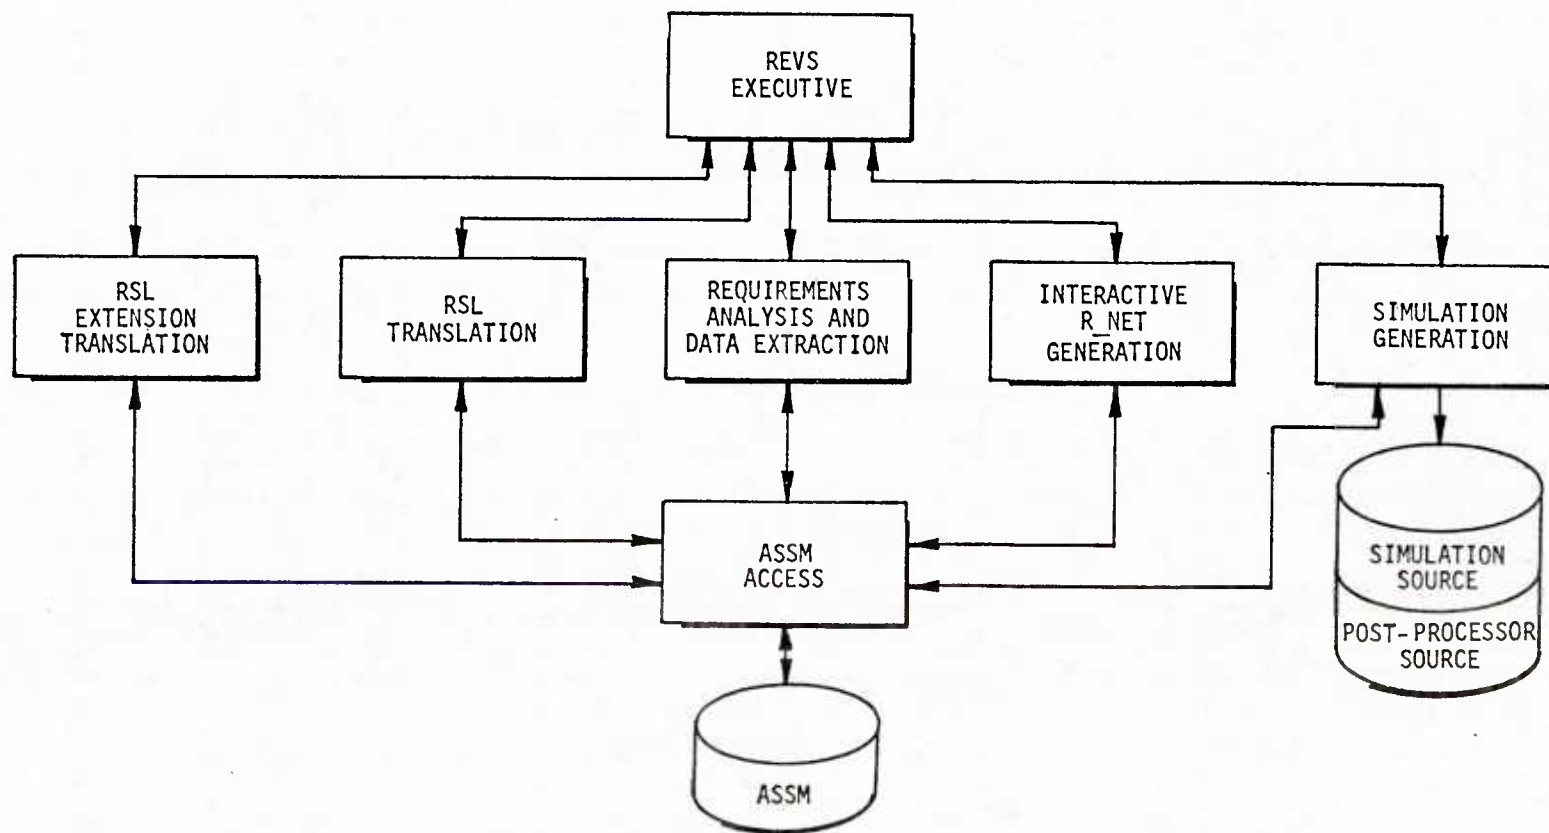 REVS
EXECUTIVE
RSL
EXTENSION
TRANSLATION
RSL
TRANSLATION
REQUIREMENTS
ANALYSIS AND
DATA EXTRACTION
INTERACTIVE
R_NET
GENERATION
SIMULATION
GENERATION
ASSM
ACCESS
SIMULATION
SOURCE
POST-PROCESSOR
SOURCE
ASSM